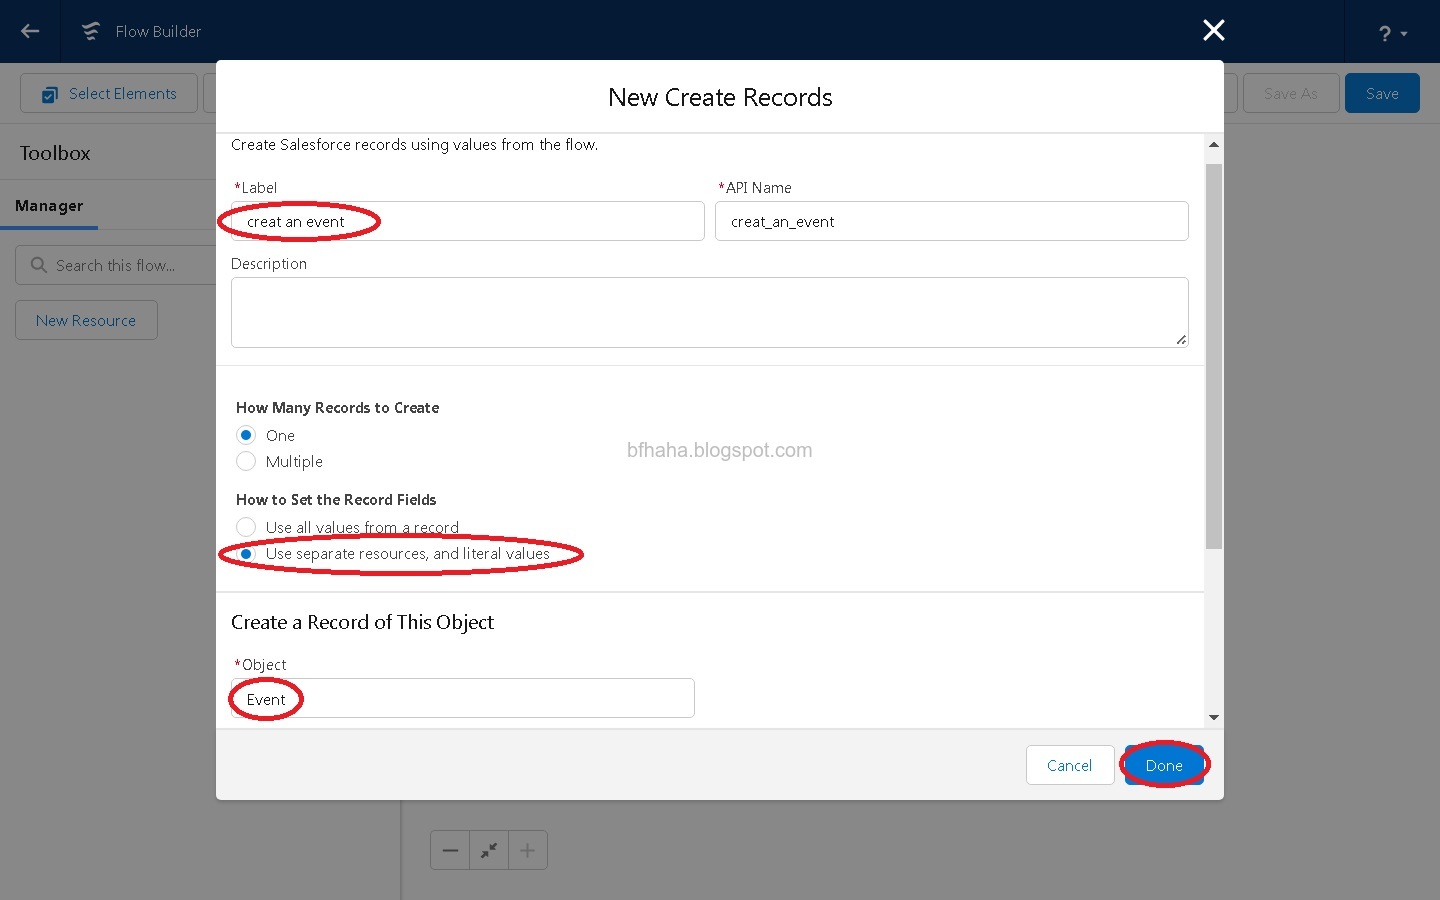 Flow Builder
?
Select Elements
Save As
Save
New Create Records
Toolbox
Manager
Search this flow...
New Resource
Create Salesforce records using values from the flow.
*Label
*API Name
creat an event
creat_an_event
Description
How Many Records to Create
One
Multiple
bfhaha.blogspot.com
How to Set the Record Fields
Use all values from a record
Use separate resources, and literal values
Create a Record of This Object
*Object
Event
Cancel
Done